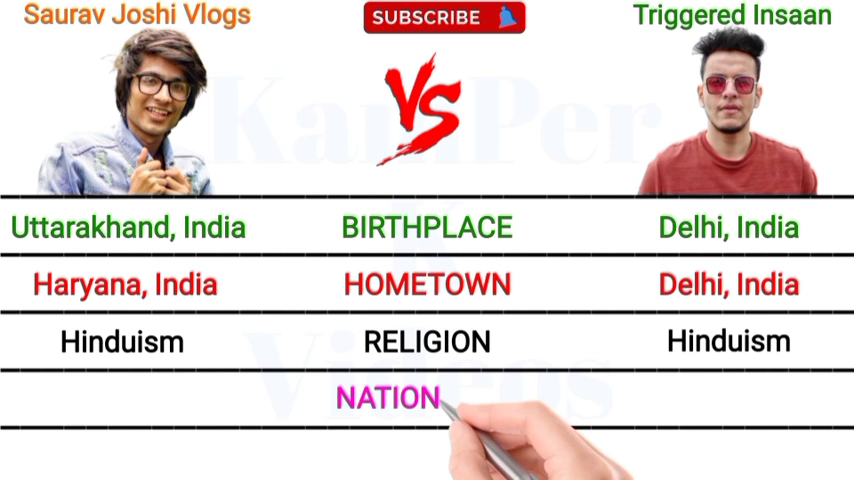 Saurav Joshi Vlogs SUBSCRIBE Triggered Insaan
VS
Uttarakhand, India BIRTHPLACE Delhi, India
Haryana, India HOMETOWN Delhi, India
Hinduism RELIGION Hinduism
NATION
Videos